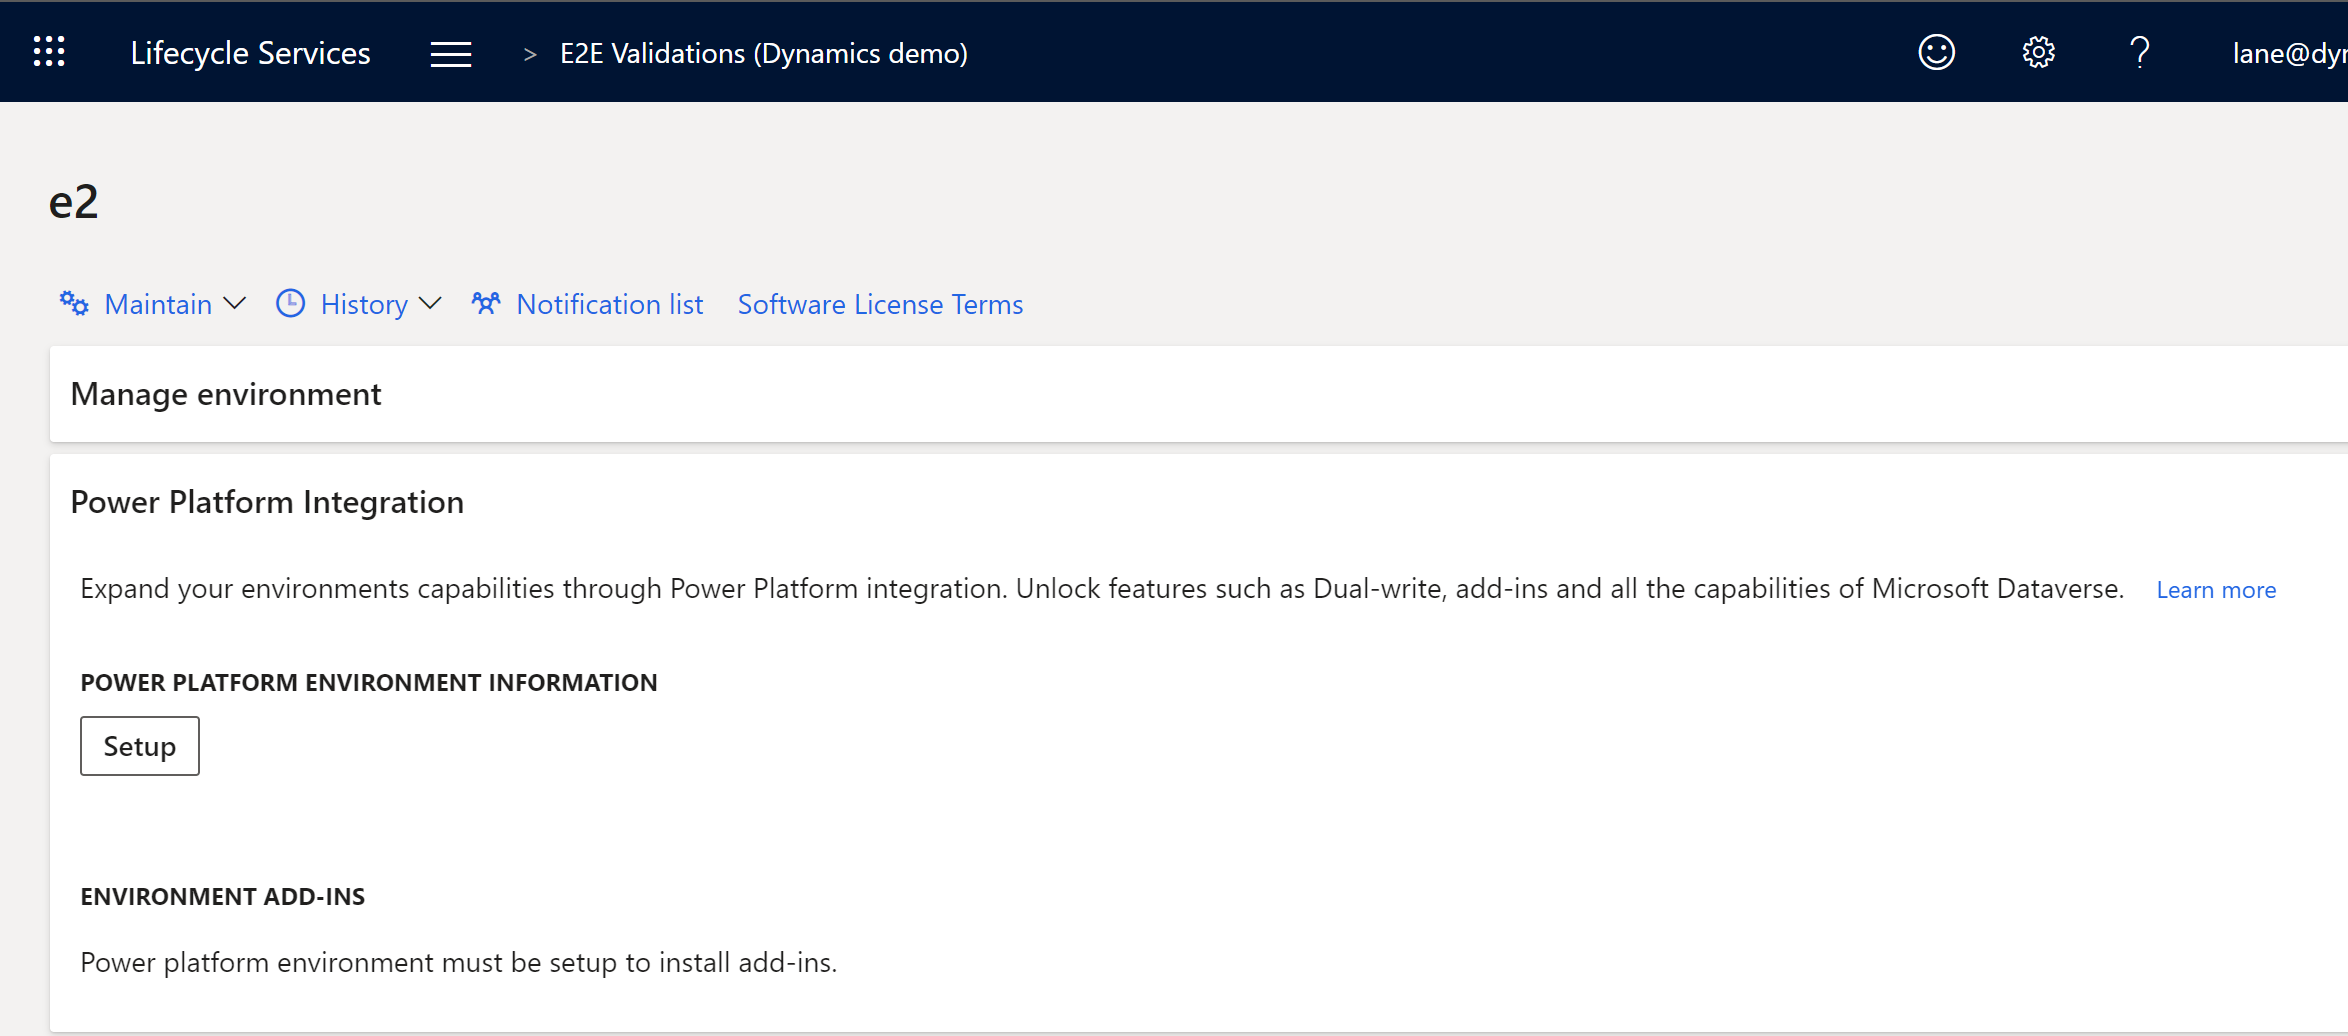 Lifecycle Services > E2E Validations (Dynamics demo) ? lane@dyn
e2
Maintain History Notification list Software License Terms
Manage environment
Power Platform Integration
Expand your environments capabilities through Power Platform integration. Unlock features such as Dual-write, add-ins and all the capabilities of Microsoft Dataverse. Learn more
POWER PLATFORM ENVIRONMENT INFORMATION
Setup
ENVIRONMENT ADD-INS
Power platform environment must be setup to install add-ins.